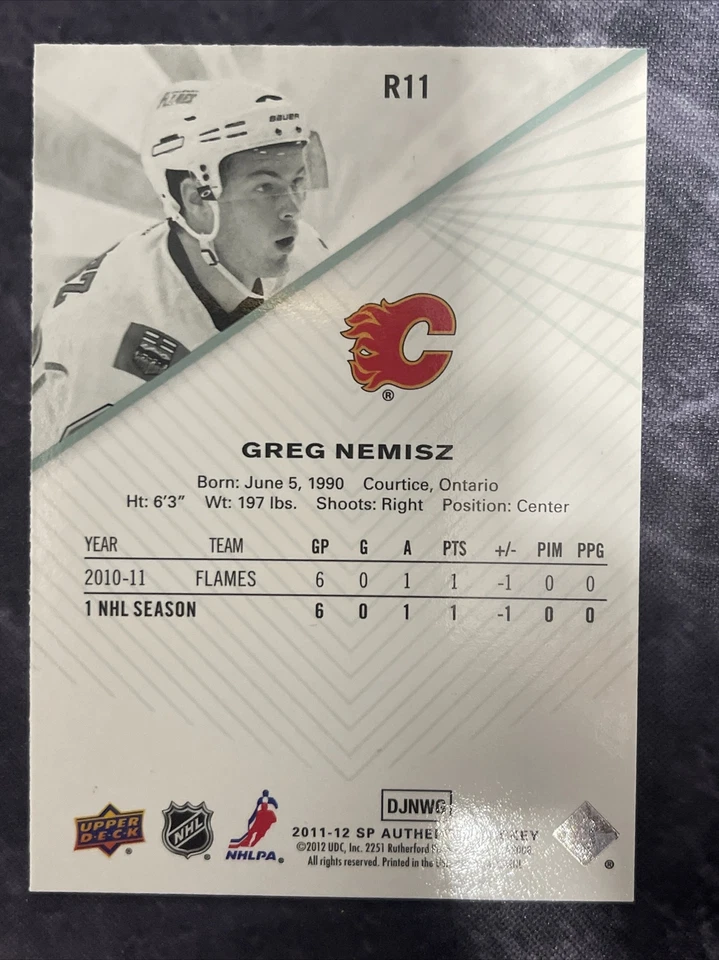 R11
BAUER
C
®
GREG NEMISZ
Born: June 5, 1990 Courtice, Ontario
Ht: 6'3" Wt: 197 lbs. Shoots: Right Position: Center
YEAR TEAM GP G A PTS +/- PIM PPG
2010-11 FLAMES 6 0 1 1 -1 0 0
1 NHL SEASON 6 0 1 1 -1 0 0
UPPER DECK ®
NHL ®
NHLPA ®
DJNWG
2011-12 SP
©2012 UDC, Inc. 2251 Rutherford
All rights reserved. Printed in the
®